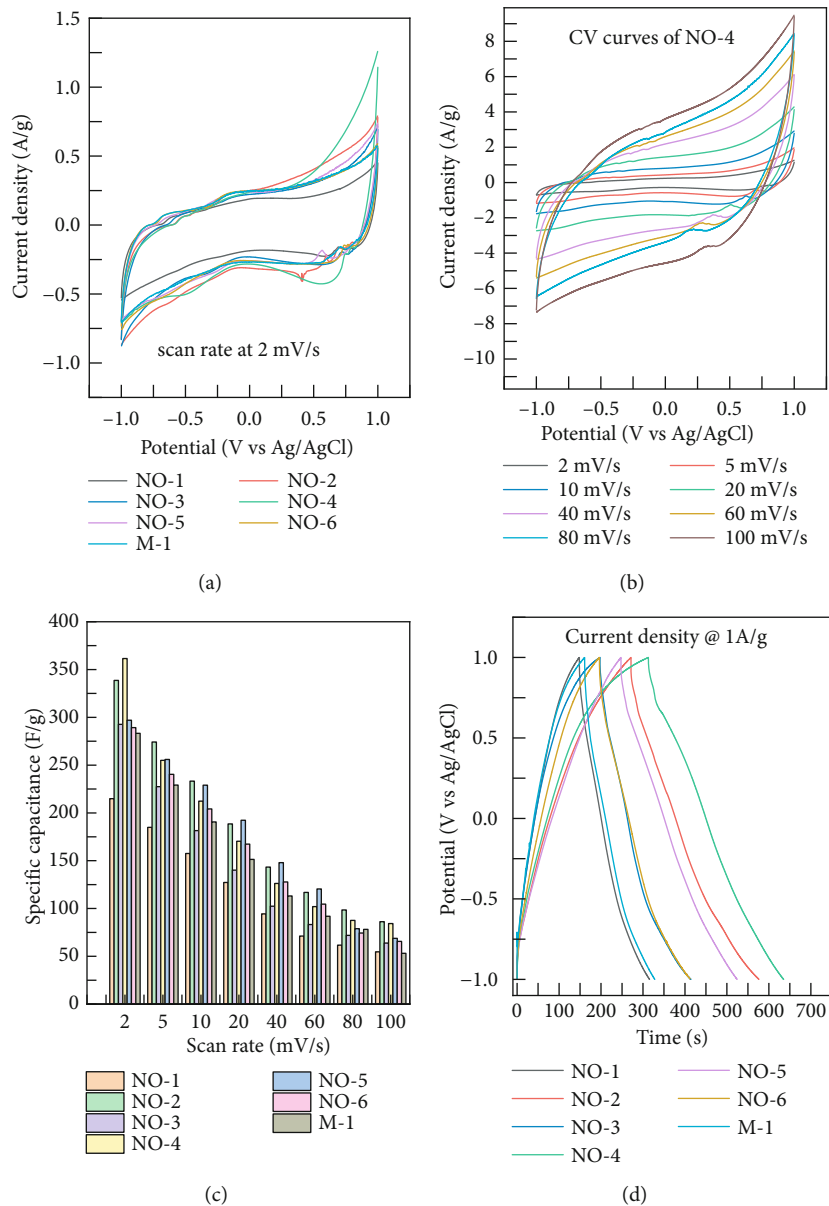 1.5
1.0
0.5
0.0
−0.5
−1.0
Current density (A/g)
scan rate at 2 mV/s
−1.0 −0.5 0.0 0.5 1.0
Potential (V vs Ag/AgCl)
NO-1 NO-2
NO-3 NO-4
NO-5 NO-6
M-1
(a)
CV curves of NO-4
8
6
4
2
0
−2
−4
−6
−8
−10
Current density (A/g)
−1.0 −0.5 0.0 0.5 1.0
Potential (V vs Ag/AgCl)
2 mV/s 5 mV/s
10 mV/s 20 mV/s
40 mV/s 60 mV/s
80 mV/s 100 mV/s
(b)
400
350
300
250
200
150
100
50
0
Specific capacitance (F/g)
2 5 10 20 40 60 80 100
Scan rate (mV/s)
NO-1 NO-5
NO-2 NO-6
NO-3 M-1
NO-4
(c)
Current density @ 1A/g
1.0
0.5
0.0
−0.5
−1.0
Potential (V vs Ag/AgCl)
0 100 200 300 400 500 600 700
Time (s)
NO-1 NO-5
NO-2 NO-6
NO-3 M-1
NO-4
(d)